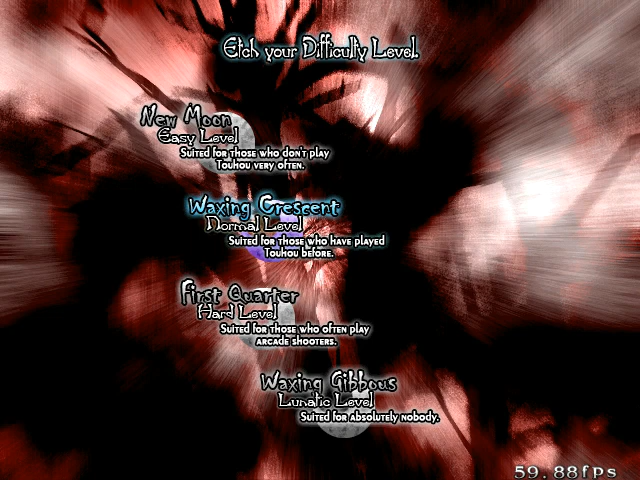 Etch your Difficulty Level.
New Moon
Easy Level
Suited for those who don't play
Touhou very often.
Waxing Crescent
Normal Level
Suited for those who have played
Touhou before.
First Quarter
Hard Level
Suited for those who often play
arcade shooters.
Waxing Gibbous
Lunatic Level
Suited for absolutely nobody.
59.88fps